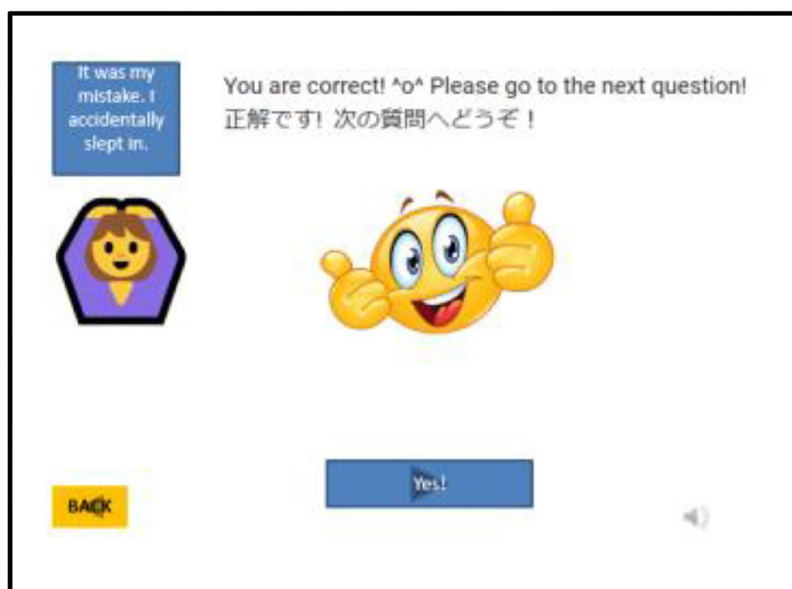 It was my
mistake. I
accidentally
slept in.
You are correct! ^o^ Please go to the next question!
正解です! 次の質問へどうぞ！
Yes!
BACK